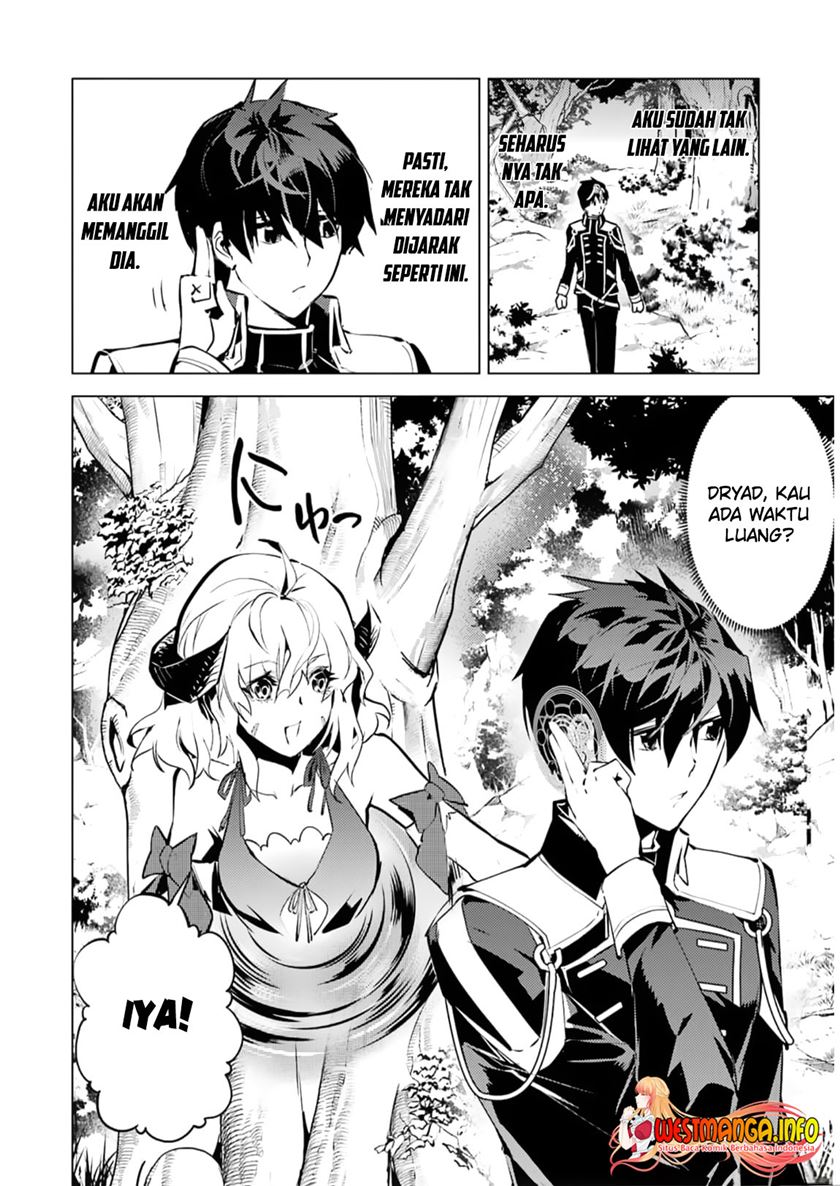 AKU SUDAH TAK
LIHAT YANG LAIN.
SEHARUS
NYA TAK
APA.
PASTI,
MEREKA TAK
MENYADARI
DIJARAK
SEPERTI INI.
AKU AKAN
MEMANGGIL
DIA.
DRYAD, KAU
ADA WAKTU
LUANG?
にゅっ
IYA!
WESTMANGA.INFO
Situs Baca Komik Berbahasa Indonesia